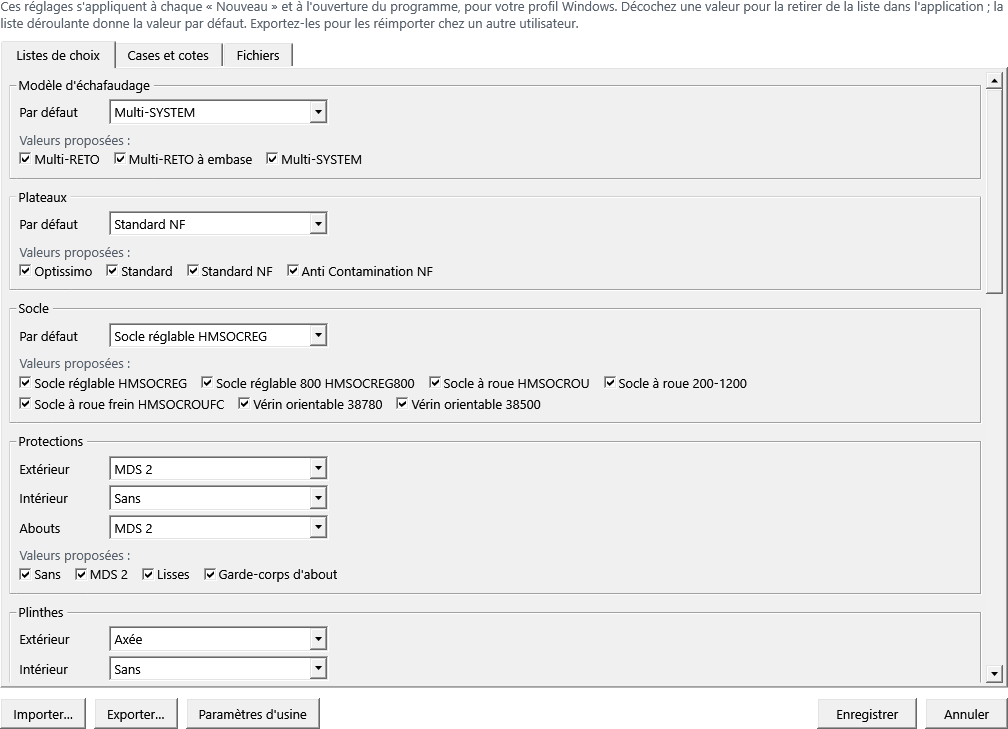 Ces réglages s'appliquent à chaque « Nouveau » et à l'ouverture du programme, pour votre profil Windows. Décochez une valeur pour la retirer de la liste dans l'application ; la
liste déroulante donne la valeur par défaut. Exportez-les pour les réimporter chez un autre utilisateur.
Listes de choix Cases et cotes Fichiers
Modèle d'échafaudage
Par défaut Multi-SYSTEM
Valeurs proposées :
Multi-RETO Multi-RETO à embase Multi-SYSTEM
Plateaux
Par défaut Standard NF
Valeurs proposées :
Optissimo Standard Standard NF Anti Contamination NF
Socle
Par défaut Socle réglable HMSOCREG
Valeurs proposées :
Socle réglable HMSOCREG Socle réglable 800 HMSOCREG800 Socle à roue HMSOCROU Socle à roue 200-1200
Socle à roue frein HMSOCROUFC Vérin orientable 38780 Vérin orientable 38500
Protections
Extérieur MDS 2
Intérieur Sans
Abouts MDS 2
Valeurs proposées :
Sans MDS 2 Lisses Garde-corps d'about
Plinthes
Extérieur Axée
Intérieur Sans
Importer... Exporter... Paramètres d'usine Enregistrer Annuler